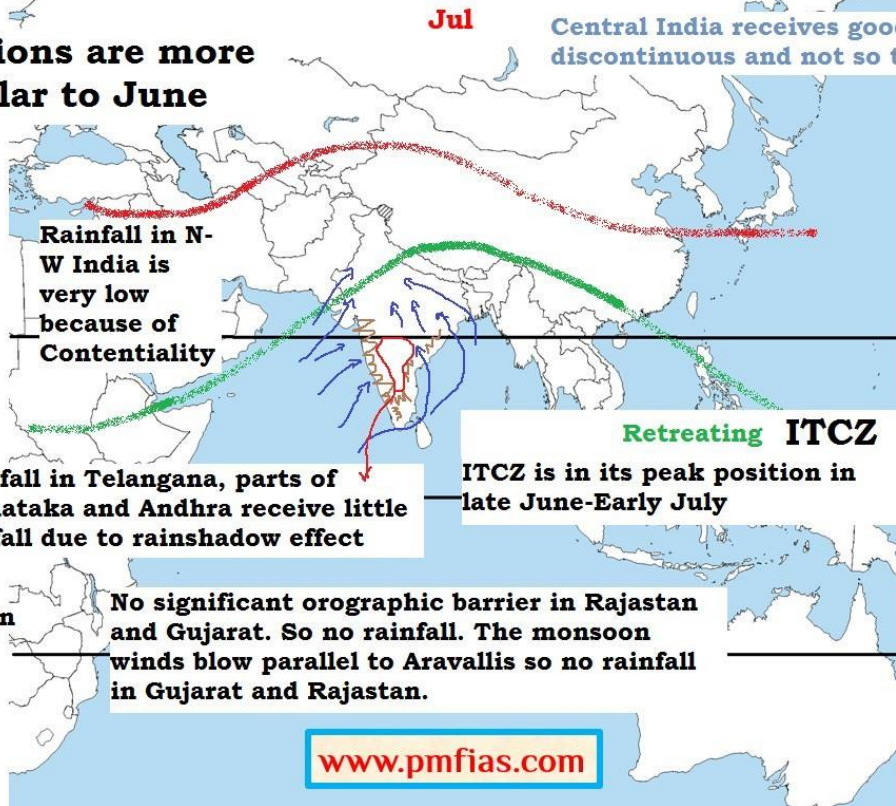 Jul
ions are more
lar to June
Central India receives good
discontinuous and not so t
Rainfall in N-
W India is
very low
because of
Contentiality
Retreating ITCZ
ITCZ is in its peak position in
late June-Early July
fall in Telangana, parts of
ataka and Andhra receive little
fall due to rainshadow effect
n
No significant orographic barrier in Rajastan
and Gujarat. So no rainfall. The monsoon
winds blow parallel to Aravallis so no rainfall
in Gujarat and Rajastan.
www.pmfias.com